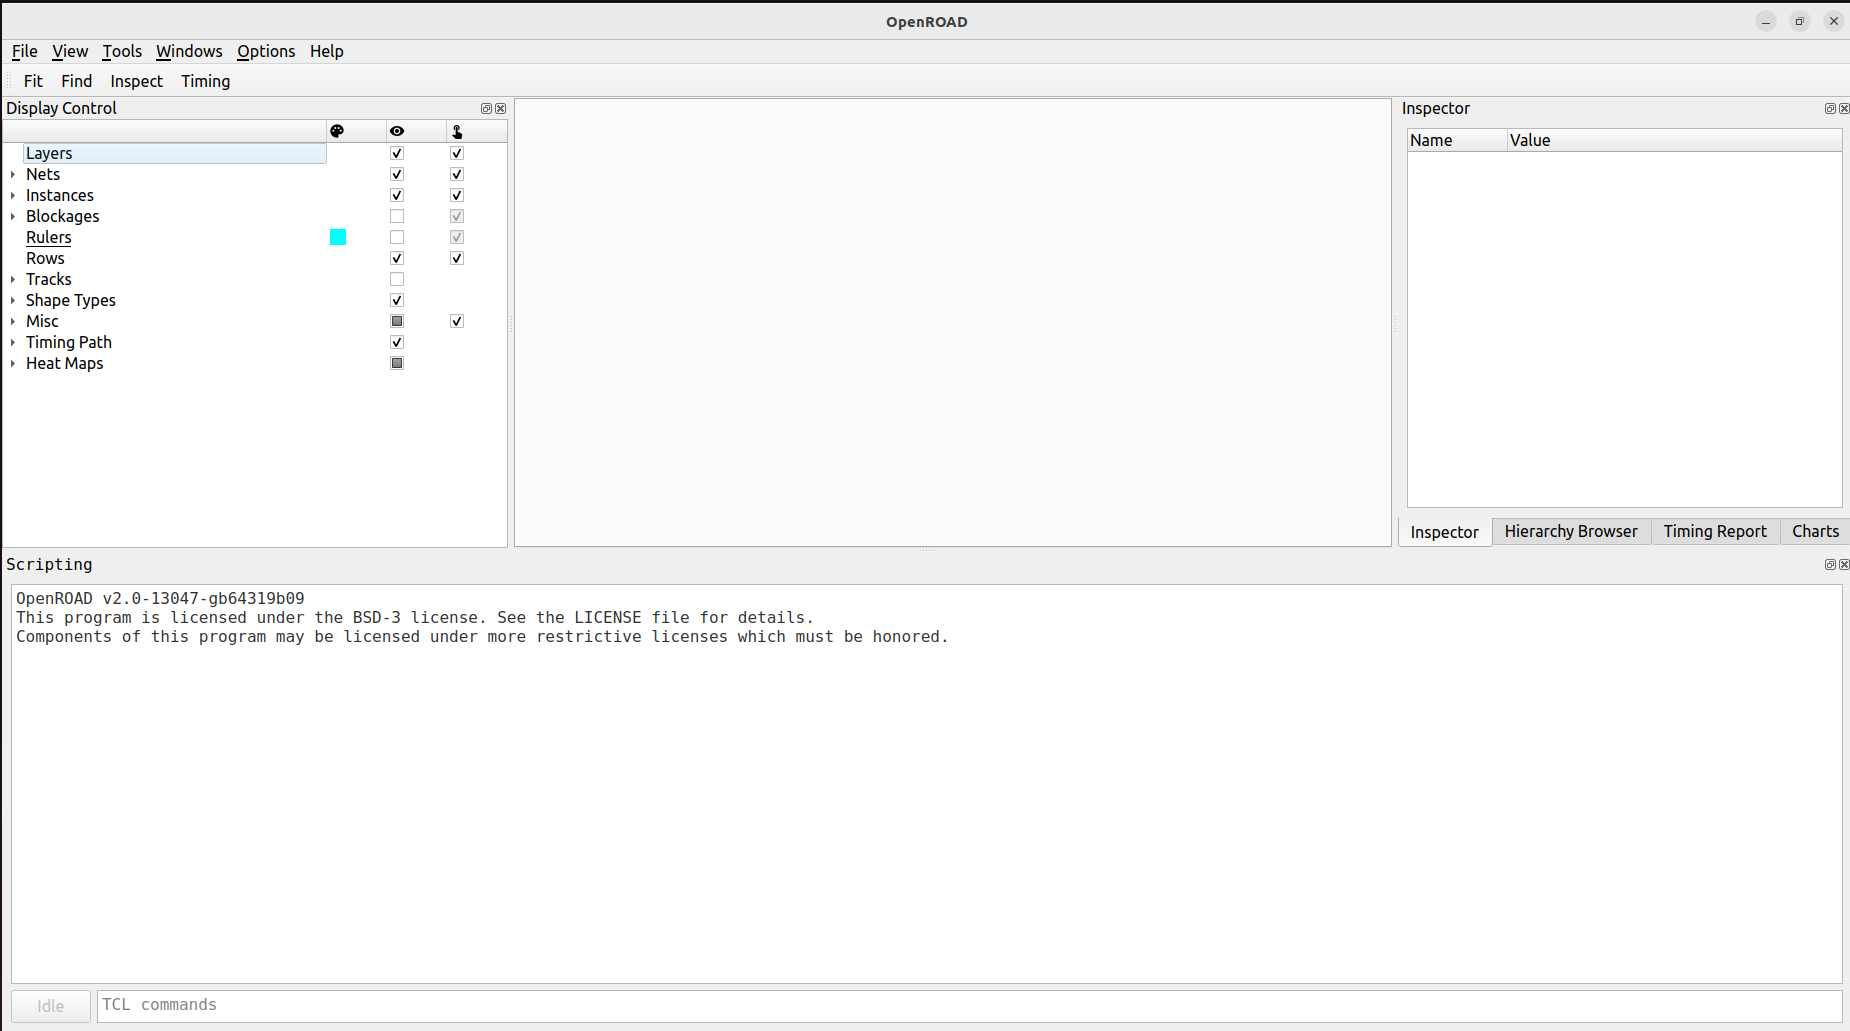 OpenROAD
File View Tools Windows Options Help
Fit Find Inspect Timing
Display Control
Layers
Nets
Instances
Blockages
Rulers
Rows
Tracks
Shape Types
Misc
Timing Path
Heat Maps
Inspector
Name Value
Inspector Hierarchy Browser Timing Report Charts
Scripting
OpenROAD v2.0-13047-gb64319b09
This program is licensed under the BSD-3 license. See the LICENSE file for details.
Components of this program may be licensed under more restrictive licenses which must be honored.
Idle TCL commands